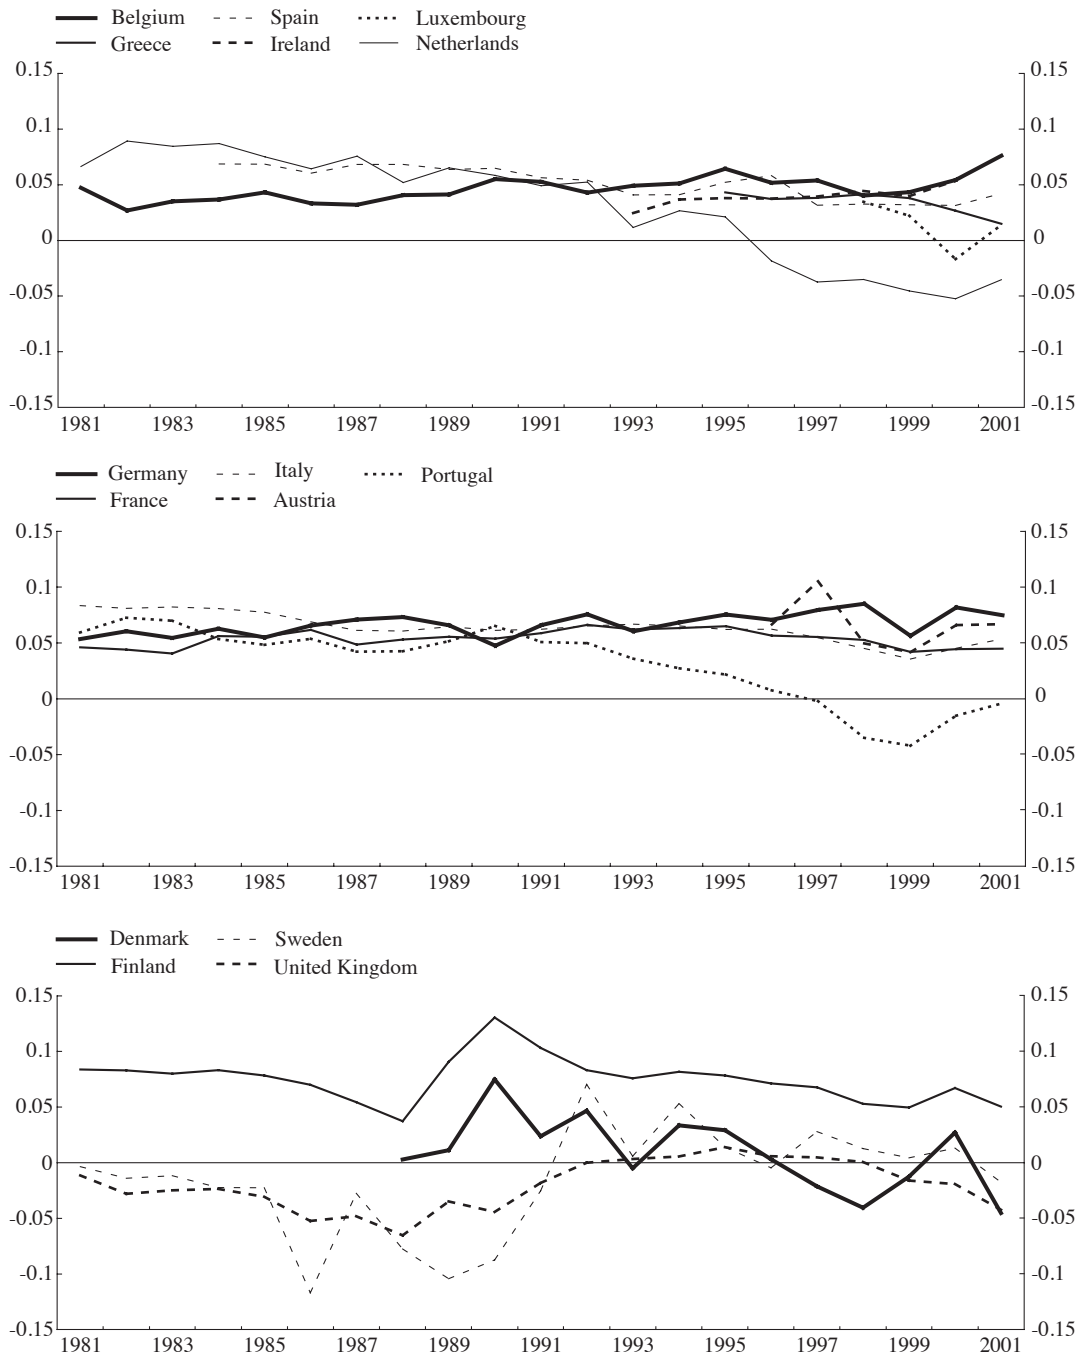 Belgium Spain Luxembourg
Greece Ireland Netherlands
0.15 0.15
0.1 0.1
0.05 0.05
0 0
-0.05 -0.05
-0.1 -0.1
-0.15 -0.15
1981 1983 1985 1987 1989 1991 1993 1995 1997 1999 2001
Germany Italy Portugal
France Austria
0.15 0.15
0.1 0.1
0.05 0.05
0 0
-0.05 -0.05
-0.1 -0.1
-0.15 -0.15
1981 1983 1985 1987 1989 1991 1993 1995 1997 1999 2001
Denmark Sweden
Finland United Kingdom
0.15 0.15
0.1 0.1
0.05 0.05
0 0
-0.05 -0.05
-0.1 -0.1
-0.15 -0.15
1981 1983 1985 1987 1989 1991 1993 1995 1997 1999 2001